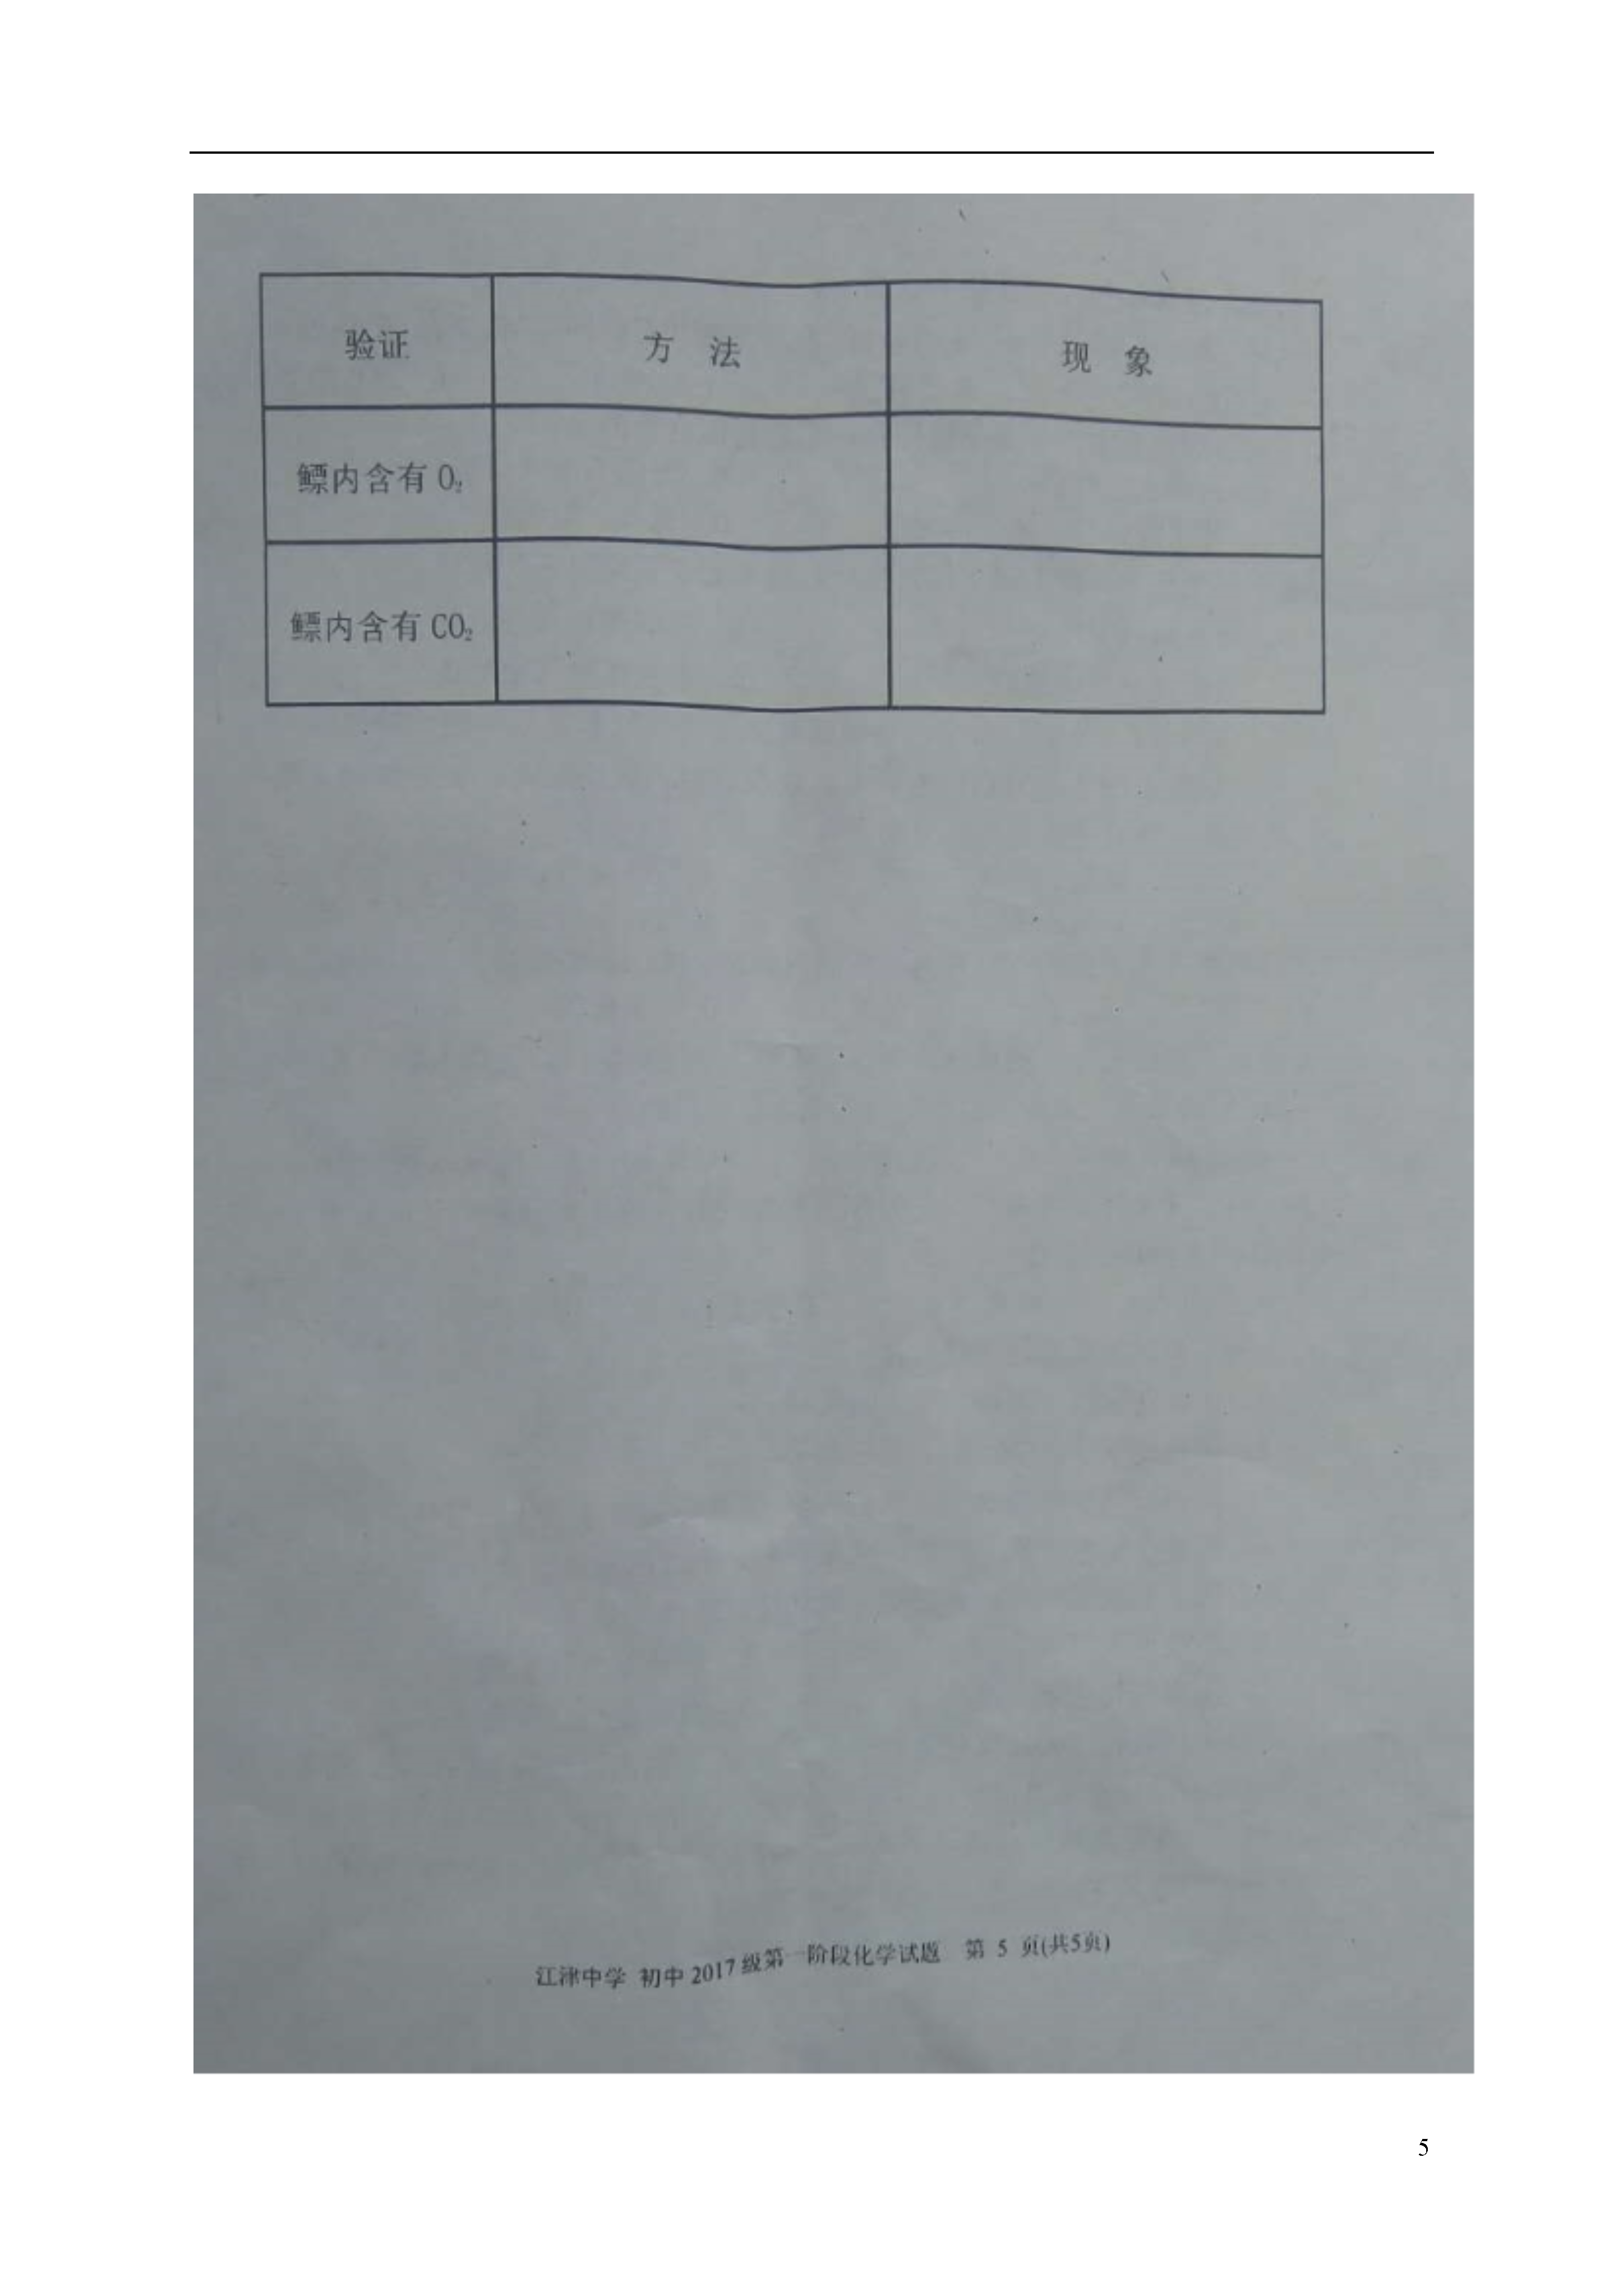 验证 方 法 现 象
鳔内含有 O₂
鳔内含有 CO₂
江津中学 初中 2017 级第一阶段化学试题 第 5 页(共5页)
5